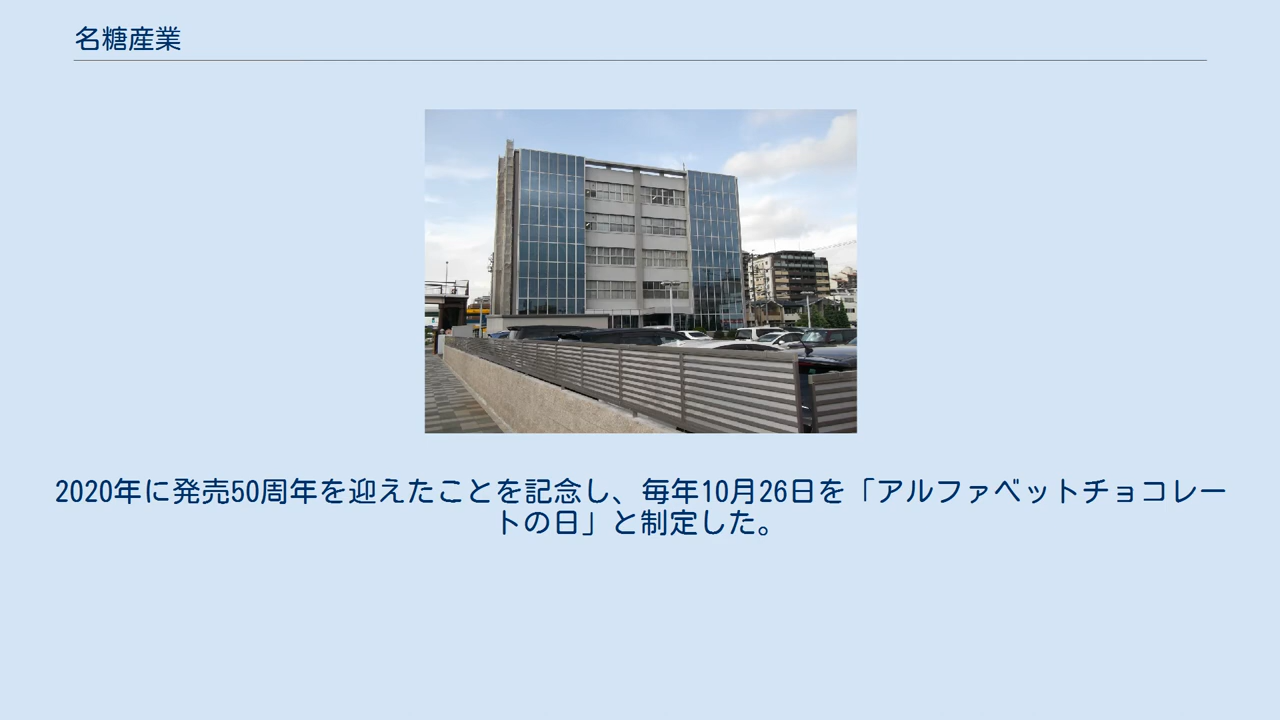 名糖産業
2020年に発売50周年を迎えたことを記念し、毎年10月26日を「アルファベットチョコレー
トの日」と制定した。